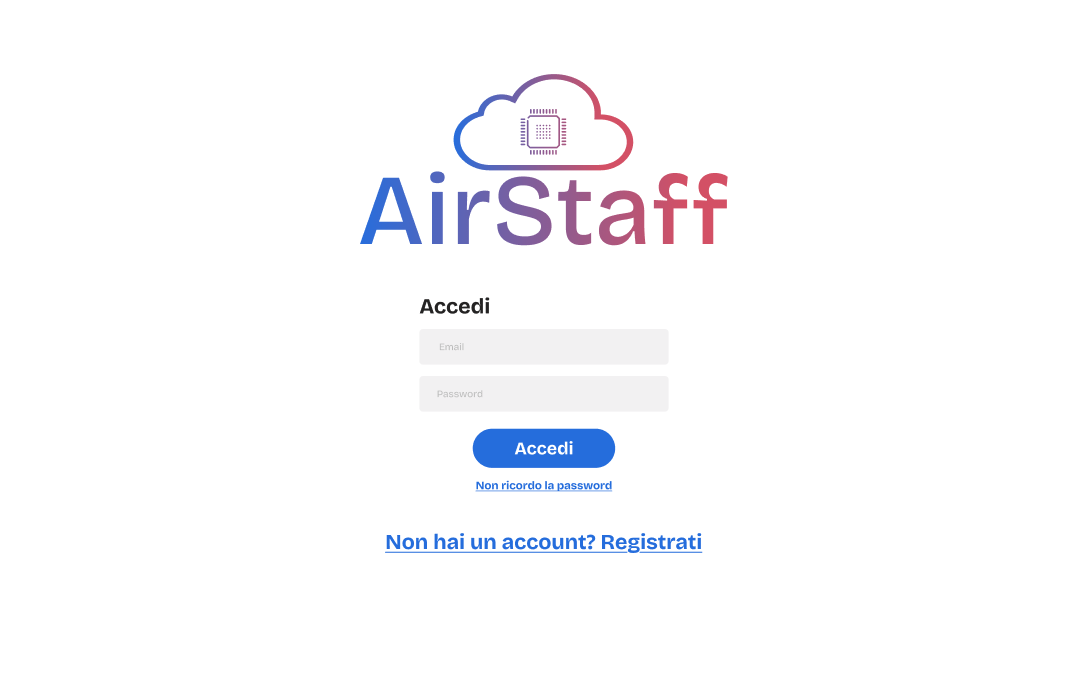 AirStaff
Accedi
Email
Password
Accedi
Non ricordo la password
Non hai un account? Registrati